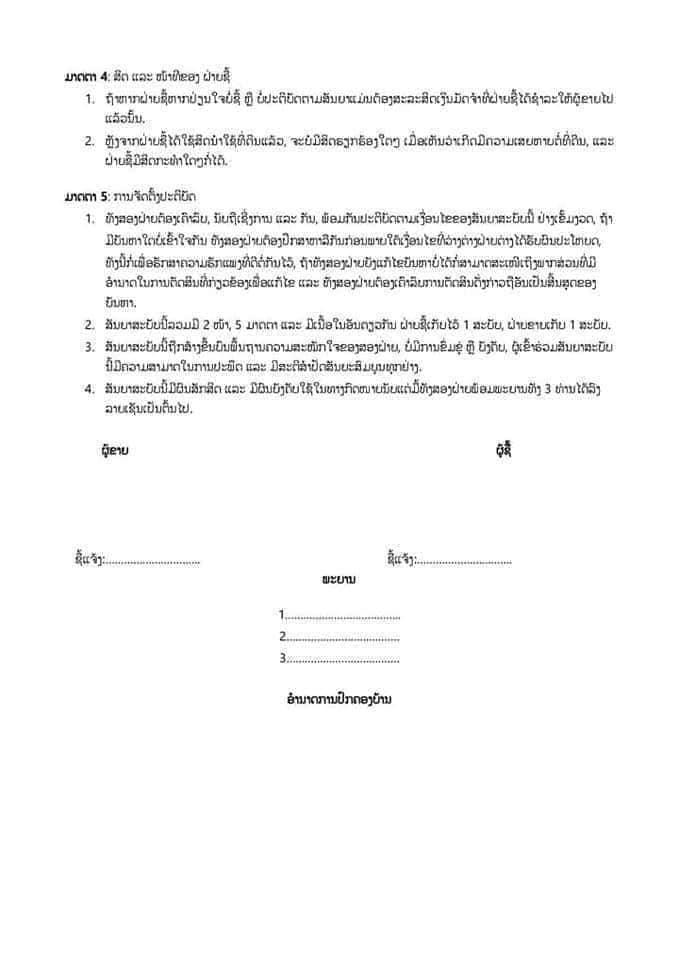 ມາດຕາ 4: ສິດ ແລະ ໜ້າທີ່ຂອງ ຝ່າຍຊື້
1. ຖ້າຫາກຝ່າຍຊື້ຫາກປ່ຽນໃຈບໍ່ຊື້ ຫຼື ບໍ່ປະຕິບັດຕາມສັນຍາແມ່ນຕ້ອງສະລະສິດເງິນມັດຈຳທີ່ຝ່າຍຊື້ໄດ້ຊຳລະໃຫ້ຜູ້ຂາຍໄປ
ແລ້ວນັ້ນ.
2. ຫຼັງຈາກຝ່າຍຊື້ໄດ້ໃຊ້ສິດນຳໃຊ້ທີ່ດິນແລ້ວ, ຈະບໍ່ມີສິດຮຽກຮ້ອງໃດໆ ເມື່ອເຫັນວ່າເກີດມີຄວາມເສຍຫາຍຕໍ່ທີ່ດິນ, ແລະ
ຝ່າຍຊື້ມີສິດກະທຳໃດໆກໍ່ໄດ້.
ມາດຕາ 5: ການຈັດຕັ້ງປະຕິບັດ
1. ທັງສອງຝ່າຍຕ້ອງເຄົາລົບ, ນັບຖືເຊິ່ງການ ແລະ ກັນ, ພ້ອມກັນປະຕິບັດຕາມເງື່ອນໄຂຂອງສັນຍາສະບັບນີ້ ຢ່າງເຂັ້ມງວດ, ຖ້າ
ມີບັນຫາໃດບໍ່ເຂົ້າໃຈກັນ ທັງສອງຝ່າຍຕ້ອງປຶກສາຫາລືກັນກ່ອນພາຍໃຕ້ເງື່ອນໄຂທີ່ວ່າງຕ່າງຝ່າຍຕ່າງໄດ້ຮັບຜົນປະໂຫຍດ,
ທັງນີ້ກໍ່ເພື່ອຮັກສາຄວາມຮັກແພງທີ່ດີຕໍ່ກັນໄວ້, ຖ້າທັງສອງຝ່າຍຍັງແກ້ໄຂບັນຫາບໍ່ໄດ້ກໍ່ສາມາດສະເໜີເຖິງພາກສ່ວນທີ່ມີ
ອຳນາດໃນການຕັດສິນທີ່ກ່ຽວຂ້ອງເພື່ອແກ້ໄຂ ແລະ ທັງສອງຝ່າຍຕ້ອງເຄົາລົບການຕັດສິນດັ່ງກ່າວຖືອັນເປັນສິ້ນສຸດຂອງ
ບັນຫາ.
2. ສັນຍາສະບັບນີ້ລວມມີ 2 ໜ້າ, 5 ມາດຕາ ແລະ ມີເນື້ອໃນອັນດຽວກັນ ຝ່າຍຊື້ເກັບໄວ້ 1 ສະບັບ, ຝ່າຍຂາຍເກັບ 1 ສະບັບ.
3. ສັນຍາສະບັບນີ້ຖືກສ້າງຂຶ້ນບົນພື້ນຖານຄວາມສະໝັກໃຈຂອງສອງຝ່າຍ, ບໍ່ມີການຂົ່ມຂູ່ ຫຼື ບັງຄັບ, ຜູ້ເຂົ້າຮ່ວມສັນຍາສະບັບ
ນີ້ມີຄວາມສາມາດໃນການປະພຶດ ແລະ ມີສະຕິສຳປັດສັນຍະສົມບູນທຸກຢ່າງ.
4. ສັນຍາສະບັບນີ້ມີຜົນສັກສິດ ແລະ ມີຜົນບັງຄັບໃຊ້ໃນທາງກົດໝາຍນັບແຕ່ມື້ທັງສອງຝ່າຍພ້ອມພະຍານທັງ 3 ທ່ານໄດ້ລົງ
ລາຍເຊັນເປັນຕົ້ນໄປ.
ຜູ້ຂາຍ ຜູ້ຊື້
ຊື່ແຈ້ງ:............................... ຊື່ແຈ້ງ:...............................
ພະຍານ
1......................................
2.....................................
3.....................................
ອຳນາດການປົກຄອງບ້ານ